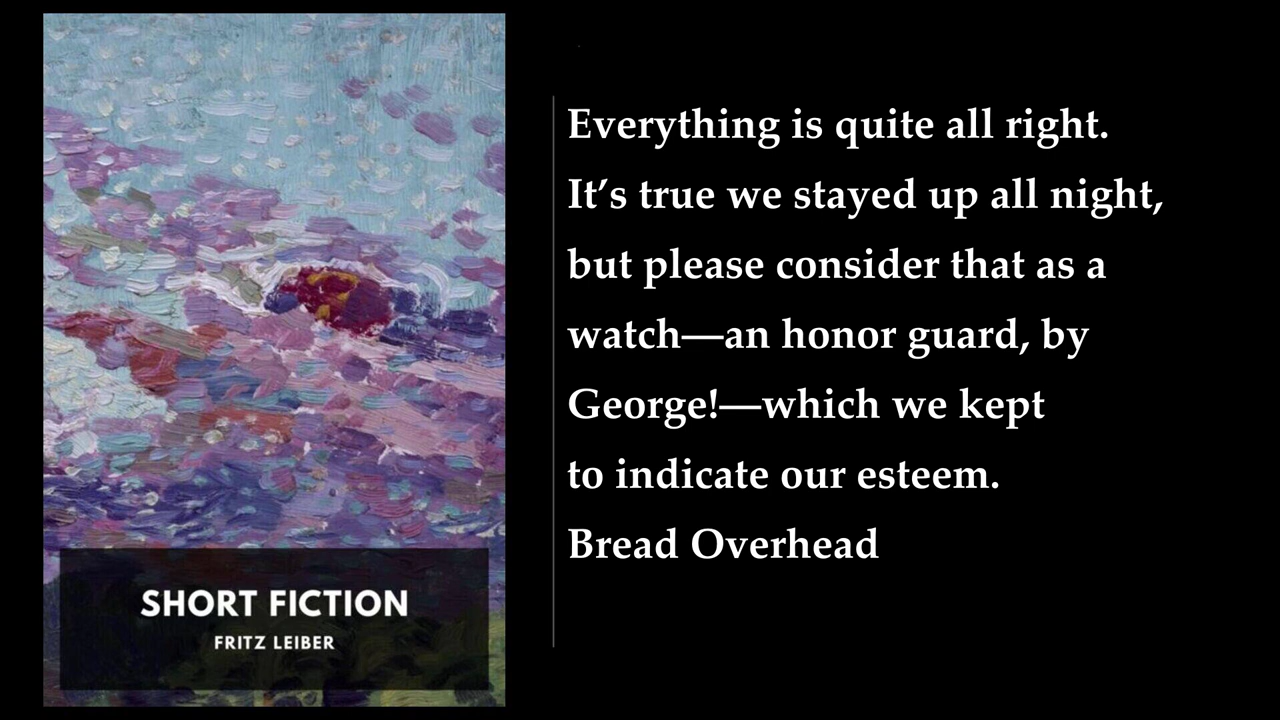 SHORT FICTION
FRITZ LEIBER
Everything is quite all right.
It’s true we stayed up all night,
but please consider that as a
watch—an honor guard, by
George!—which we kept
to indicate our esteem.
Bread Overhead